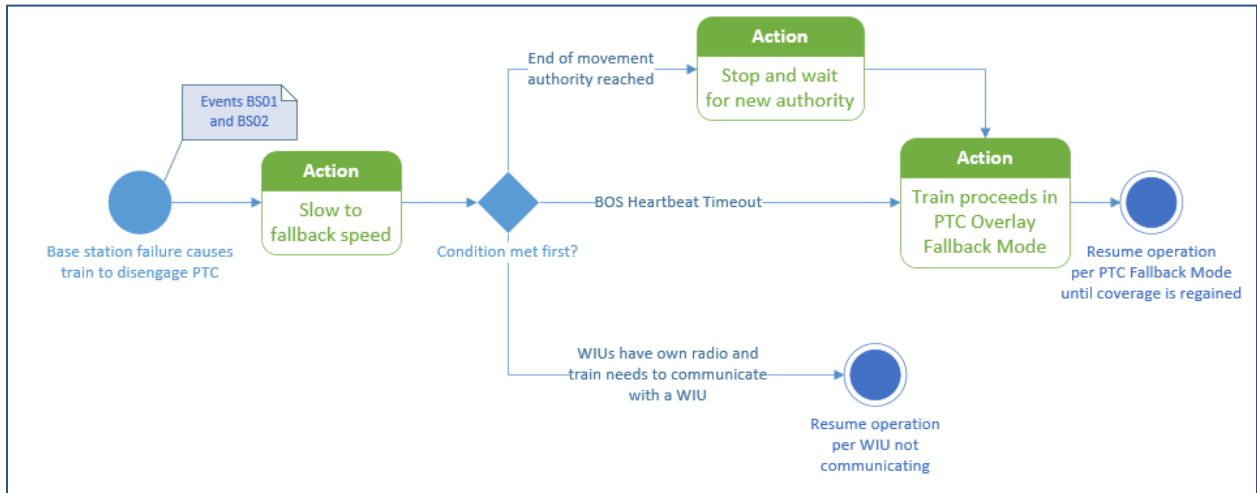 Events BS01
and BS02
Base station failure causes
train to disengage PTC
Action
Slow to
fallback speed
Condition met first?
End of movement
authority reached
Action
Stop and wait
for new authority
BOS Heartbeat Timeout
Action
Train proceeds in
PTC Overlay
Fallback Mode
Resume operation
per PTC Fallback Mode
until coverage is regained
WIUs have own radio and
train needs to communicate
with a WIU
Resume operation
per WIU not
communicating